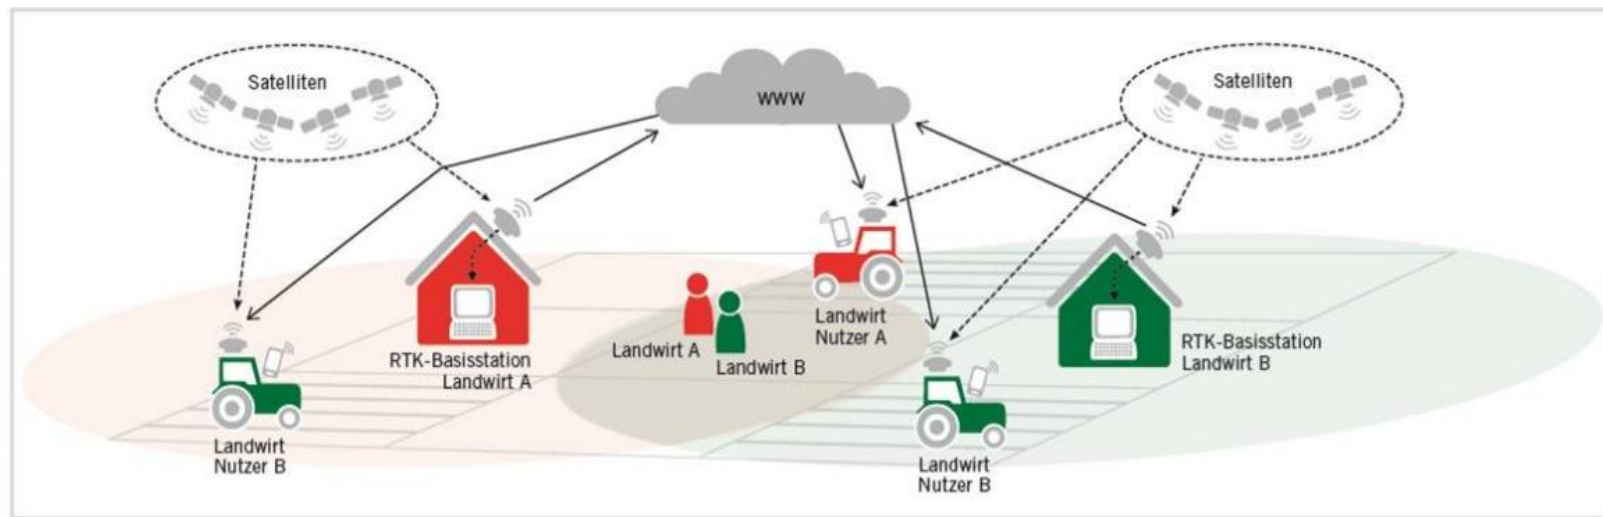 Satelliten
WWW
Satelliten
RTK-Basisstation
Landwirt A
Landwirt A
Landwirt B
Landwirt
Nutzer A
RTK-Basisstation
Landwirt B
Landwirt
Nutzer B
Landwirt
Nutzer B